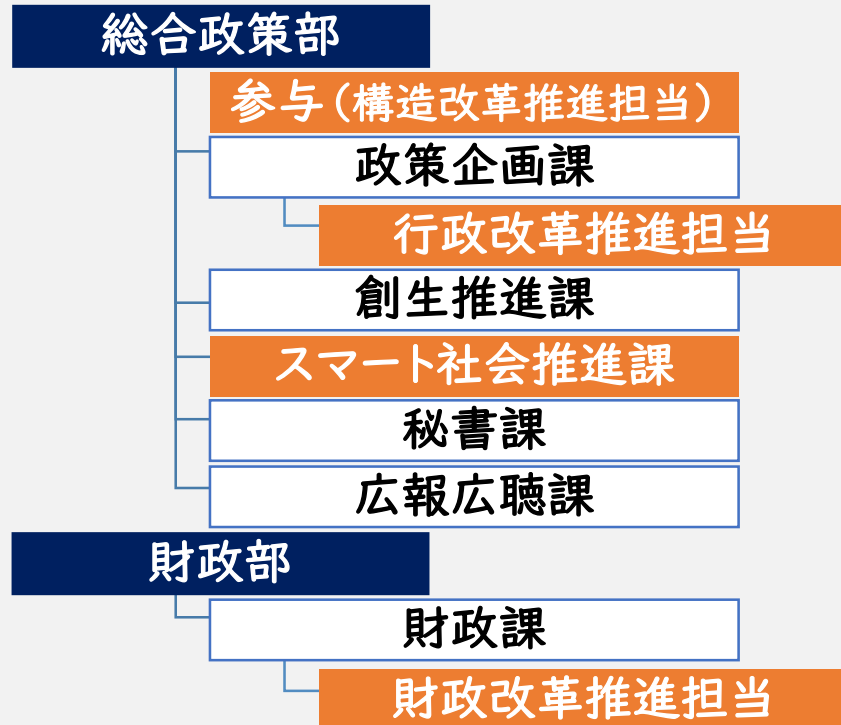 総合政策部
参与（構造改革推進担当）
政策企画課
行政改革推進担当
創生推進課
スマート社会推進課
秘書課
広報広聴課
財政部
財政課
財政改革推進担当